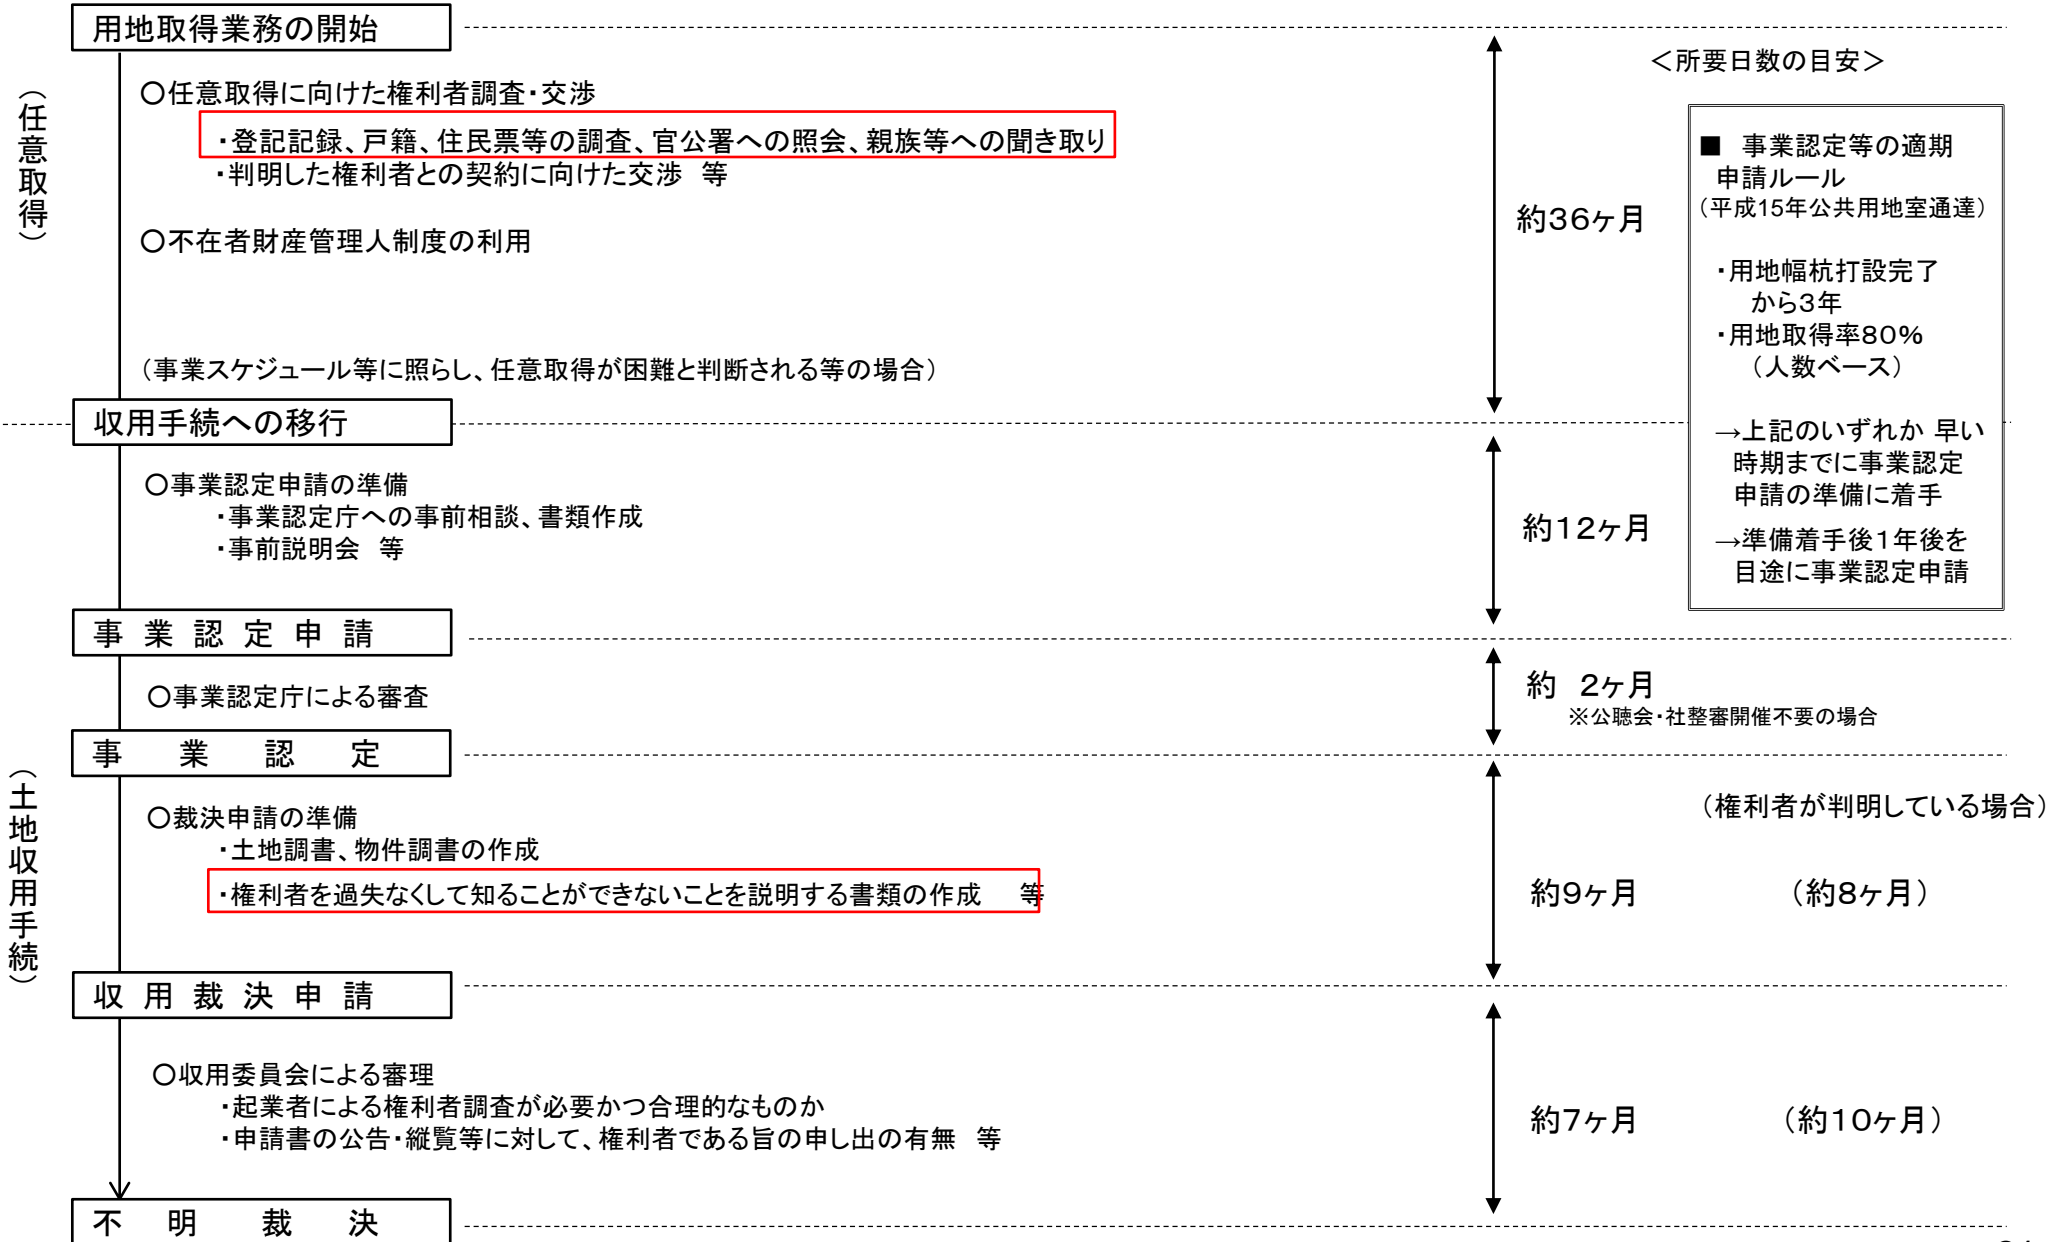 用地取得業務の開始
＜所要日数の目安＞
（任意取得）
○任意取得に向けた権利者調査・交渉
・登記記録、戸籍、住民票等の調査、官公署への照会、親族等への聞き取り
・判明した権利者との契約に向けた交渉　等
○不在者財産管理人制度の利用
（事業スケジュール等に照らし、任意取得が困難と判断される等の場合）
約36ヶ月
■　事業認定等の適期
申請ルール
（平成15年公共用地室通達）
・用地幅杭打設完了
から3年
・用地取得率80%
（人数ベース）
→上記のいずれか 早い
時期までに事業認定
申請の準備に着手
→準備着手後1年後を
目途に事業認定申請
収用手続への移行
○事業認定申請の準備
・事業認定庁への事前相談、書類作成
・事前説明会　等
約12ヶ月
事業認定申請
○事業認定庁による審査
約　2ヶ月
※公聴会・社整審開催不要の場合
事業認定
（土地収用手続）
（権利者が判明している場合）
○裁決申請の準備
・土地調書、物件調書の作成
・権利者を過失なくして知ることができないことを説明する書類の作成　等
約9ヶ月
（約8ヶ月）
収用裁決申請
○収用委員会による審理
・起業者による権利者調査が必要かつ合理的なものか
・申請書の公告・縦覧等に対して、権利者である旨の申し出の有無　等
約7ヶ月
（約10ヶ月）
不明裁決